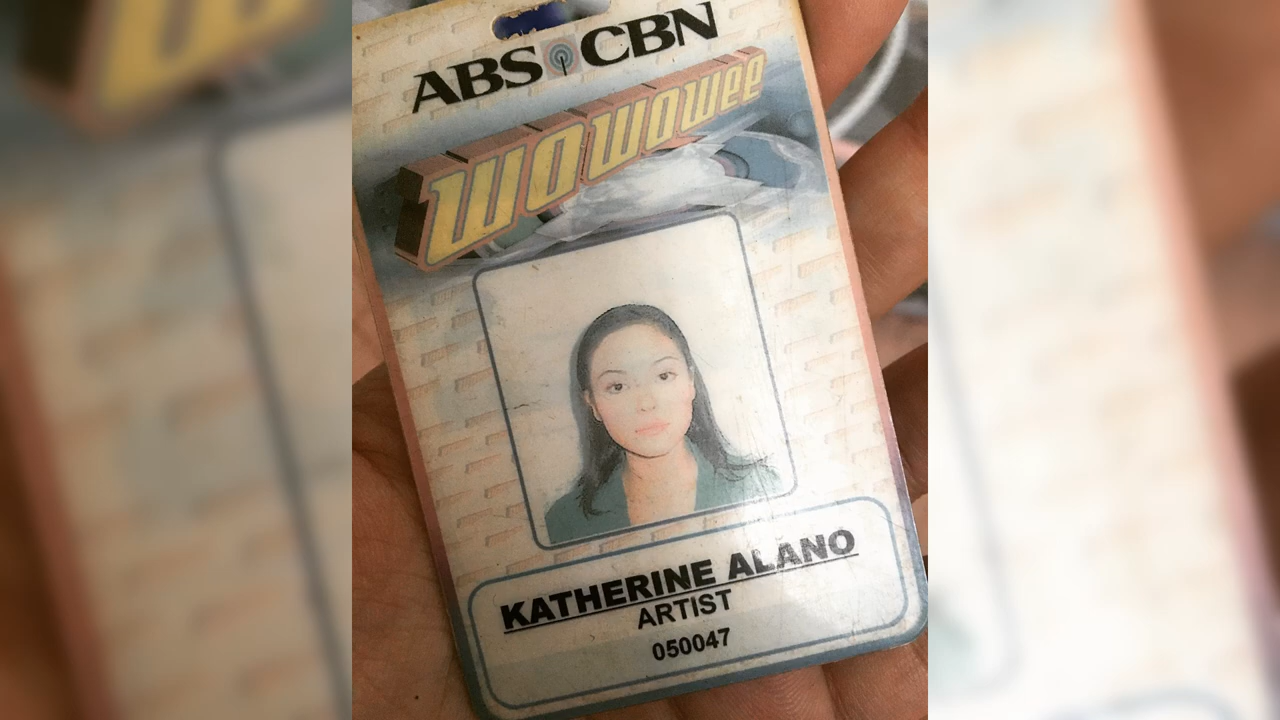 ABS CBN
WOWOWEE
KATHERINE ALANO
ARTIST
050047